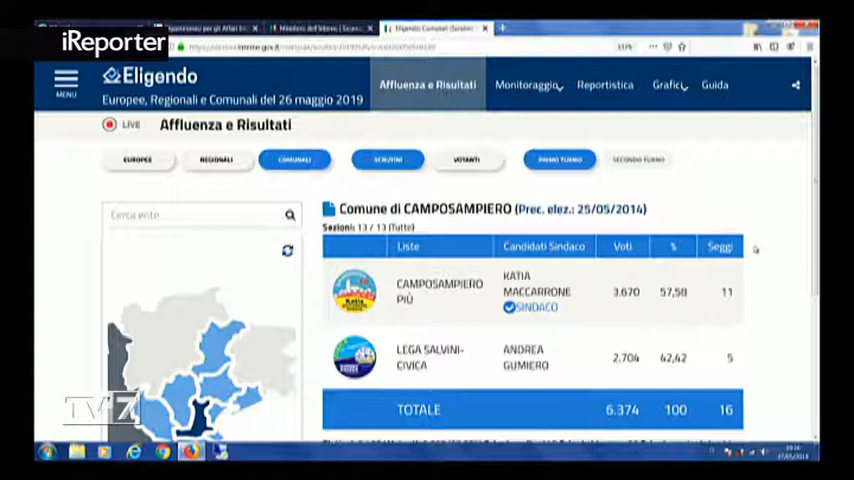 iReporter
Eligendo
MENU
Europee, Regionali e Comunali del 26 maggio 2019
Affluenza e Risultati
Monitoraggio
Reportistica
Grafici
Guida
LIVE
Affluenza e Risultati
EUROPEE
REGIONALI
COMUNALI
SCRUTINI
VOTANTI
PRIMO TURNO
SECONDO TURNO
Cerca ente
Comune di CAMPOSAMPIERO (Prec. elez.: 25/05/2014)
Sezioni: 13 / 13 (Tutte)
Liste Candidati Sindaco Voti % Seggi
CAMPOSAMPIERO PIÙ
KATIA MACCARRONE
SINDACO
3.670 57,58 11
LEGA SALVINI-CIVICA
ANDREA GUMIERO
2.704 42,42 5
TOTALE 6.374 100 16
TV7